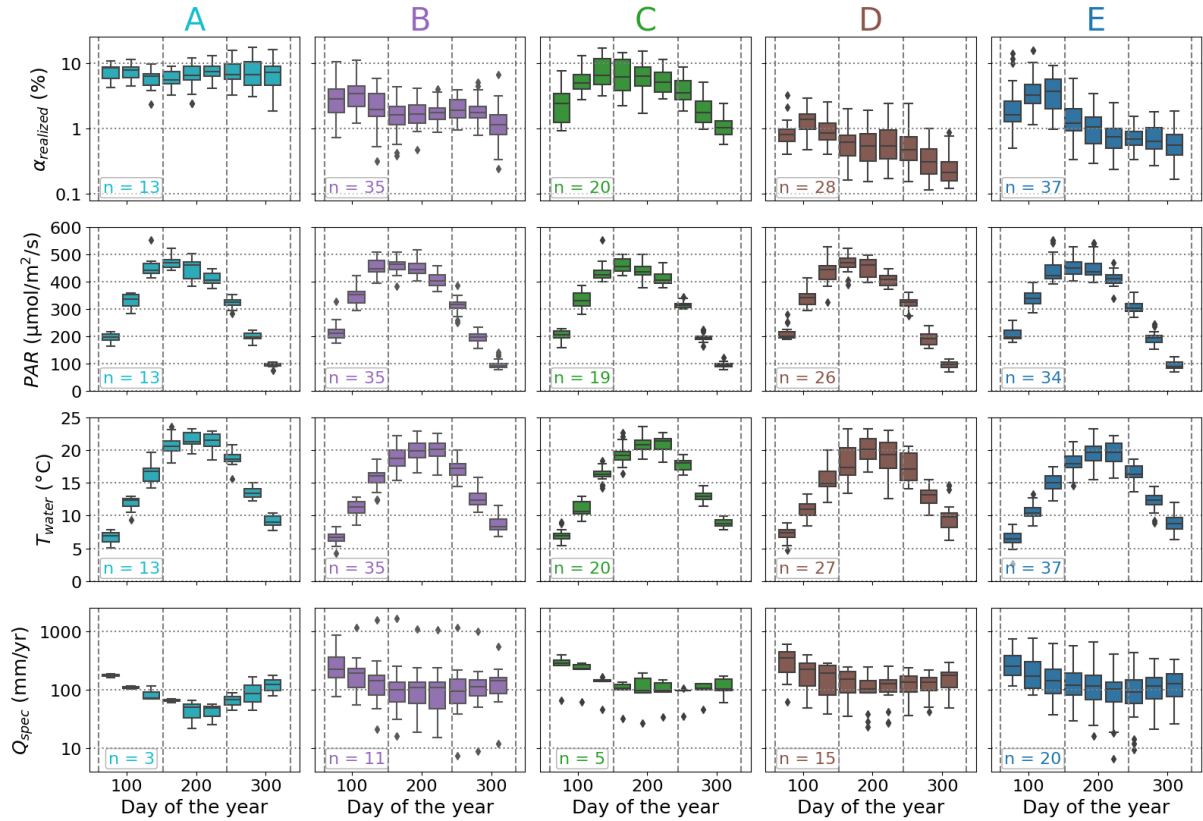 A B C D E
α_realized (%)
10
1
0.1
n = 13 n = 35 n = 20 n = 28 n = 37
PAR (μmol/m²/s)
600
500
400
300
200
100
0
n = 13 n = 35 n = 19 n = 26 n = 34
T_water (°C)
25
20
15
10
5
0
n = 13 n = 35 n = 20 n = 27 n = 37
Q_spec (mm/yr)
1000
100
10
n = 3 n = 11 n = 5 n = 15 n = 20
100 200 300 100 200 300 100 200 300 100 200 300 100 200 300
Day of the year Day of the year Day of the year Day of the year Day of the year